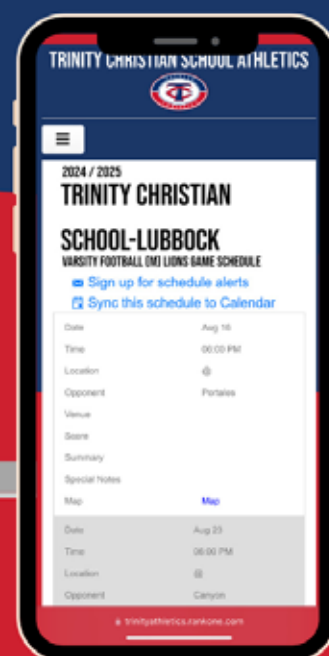 TRINITY CHRISTIAN SCHOOL ATHLETICS
2024 / 2025
TRINITY CHRISTIAN
SCHOOL-LUBBOCK
VARSITY FOOTBALL (M) LIONS GAME SCHEDULE
Sign up for schedule alerts
Sync this schedule to Calendar
Date Aug 16
Time 06:00 PM
Location @
Opponent Portales
Venue
Score
Summary
Special Notes
Map Map
Date Aug 23
Time 06:00 PM
Location @
Opponent Canyon
trinityathletics.rankone.com